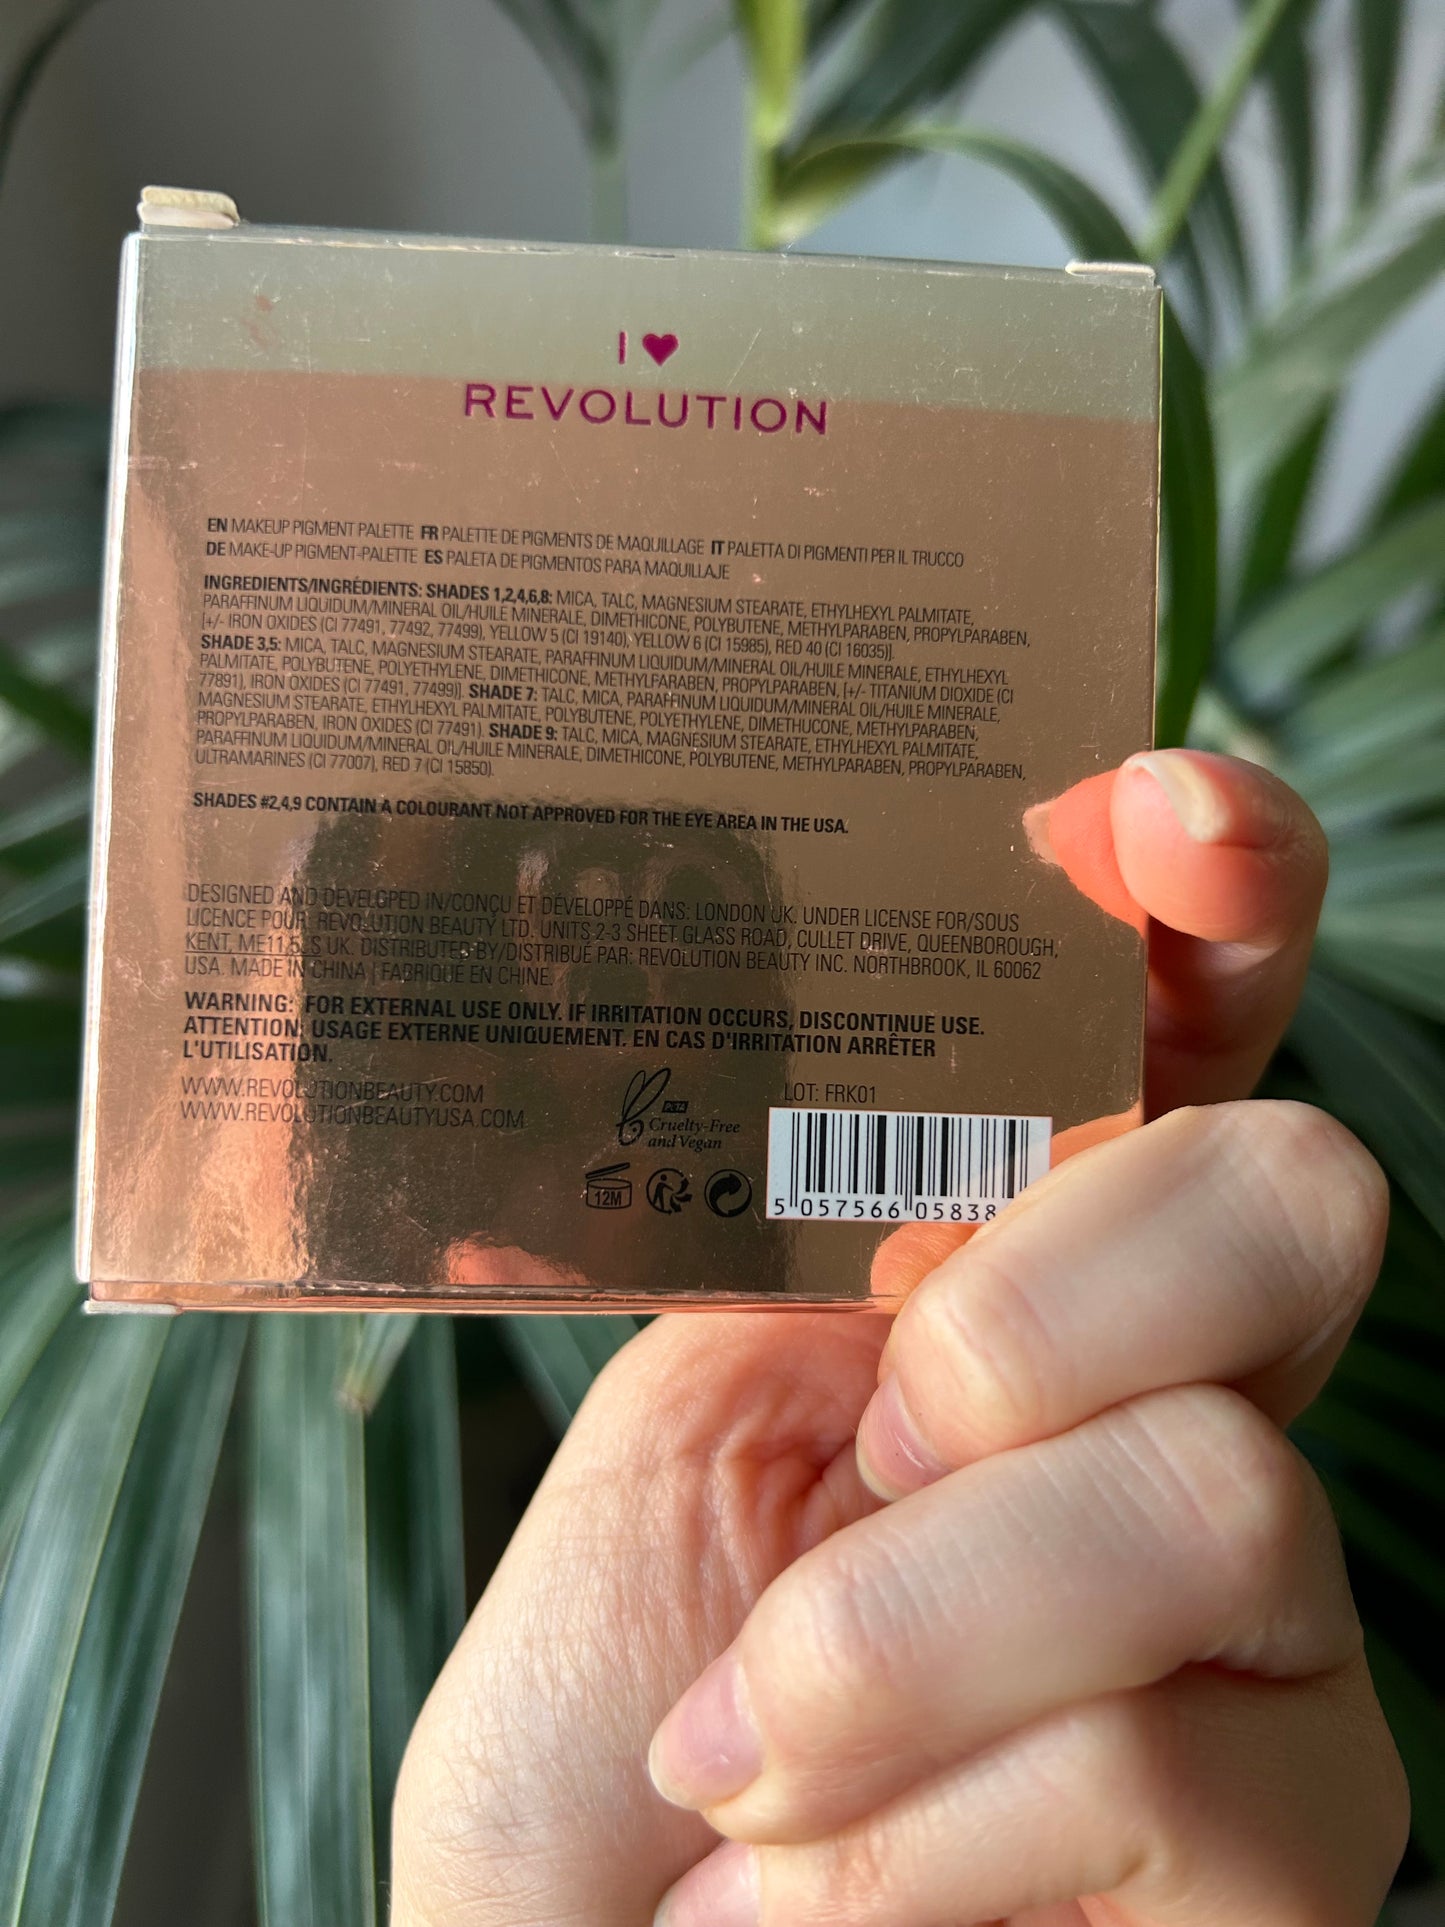 I ♥
REVOLUTION
EN MAKEUP PIGMENT PALETTE FR PALETTE DE PIGMENTS DE MAQUILLAGE IT PALETTA DI PIGMENTI PER IL TRUCCO
DE MAKE-UP PIGMENT-PALETTE ES PALETA DE PIGMENTOS PARA MAQUILLAJE
INGREDIENTS/INGRÉDIENTS: SHADES 1,2,4,6,8: MICA, TALC, MAGNESIUM STEARATE, ETHYLHEXYL PALMITATE,
PARAFFINUM LIQUIDUM/MINERAL OIL/HUILE MINERALE, DIMETHICONE, POLYBUTENE, METHYLPARABEN, PROPYLPARABEN,
[+/- IRON OXIDES (CI 77491, 77492, 77499), YELLOW 5 (CI 19140), YELLOW 6 (CI 15985), RED 40 (CI 16035)].
SHADE 3,5: MICA, TALC, MAGNESIUM STEARATE, PARAFFINUM LIQUIDUM/MINERAL OIL/HUILE MINERALE, ETHYLHEXYL
PALMITATE, POLYBUTENE, POLYETHYLENE, DIMETHICONE, METHYLPARABEN, PROPYLPARABEN, [+/- TITANIUM DIOXIDE (CI
77891), IRON OXIDES (CI 77491, 77499)]. SHADE 7: TALC, MICA, PARAFFINUM LIQUIDUM/MINERAL OIL/HUILE MINERALE,
MAGNESIUM STEARATE, ETHYLHEXYL PALMITATE, POLYBUTENE, POLYETHYLENE, DIMETHUCONE, METHYLPARABEN,
PROPYLPARABEN, IRON OXIDES (CI 77491). SHADE 9: TALC, MICA, MAGNESIUM STEARATE, ETHYLHEXYL PALMITATE,
PARAFFINUM LIQUIDUM/MINERAL OIL/HUILE MINERALE, DIMETHICONE, POLYBUTENE, METHYLPARABEN, PROPYLPARABEN,
ULTRAMARINES (CI 77007), RED 7 (CI 15850).
SHADES #2,4,9 CONTAIN A COLOURANT NOT APPROVED FOR THE EYE AREA IN THE USA.
DESIGNED AND DEVELOPED IN/CONÇU ET DÉVELOPPÉ DANS: LONDON UK. UNDER LICENSE FOR/SOUS
LICENCE POUR: REVOLUTION BEAUTY LTD. UNITS 2-3 SHEET GLASS ROAD, CULLET DRIVE, QUEENBOROUGH,
KENT, ME11 5JS UK. DISTRIBUTED BY/DISTRIBUÉ PAR: REVOLUTION BEAUTY INC. NORTHBROOK, IL 60062
USA. MADE IN CHINA | FABRIQUÉ EN CHINE.
WARNING: FOR EXTERNAL USE ONLY. IF IRRITATION OCCURS, DISCONTINUE USE.
ATTENTION: USAGE EXTERNE UNIQUEMENT. EN CAS D'IRRITATION ARRÊTER
L'UTILISATION.
WWW.REVOLUTIONBEAUTY.COM
WWW.REVOLUTIONBEAUTYUSA.COM
PETA
Cruelty-Free
and Vegan
12M
LOT: FRK01
5 057566 05838